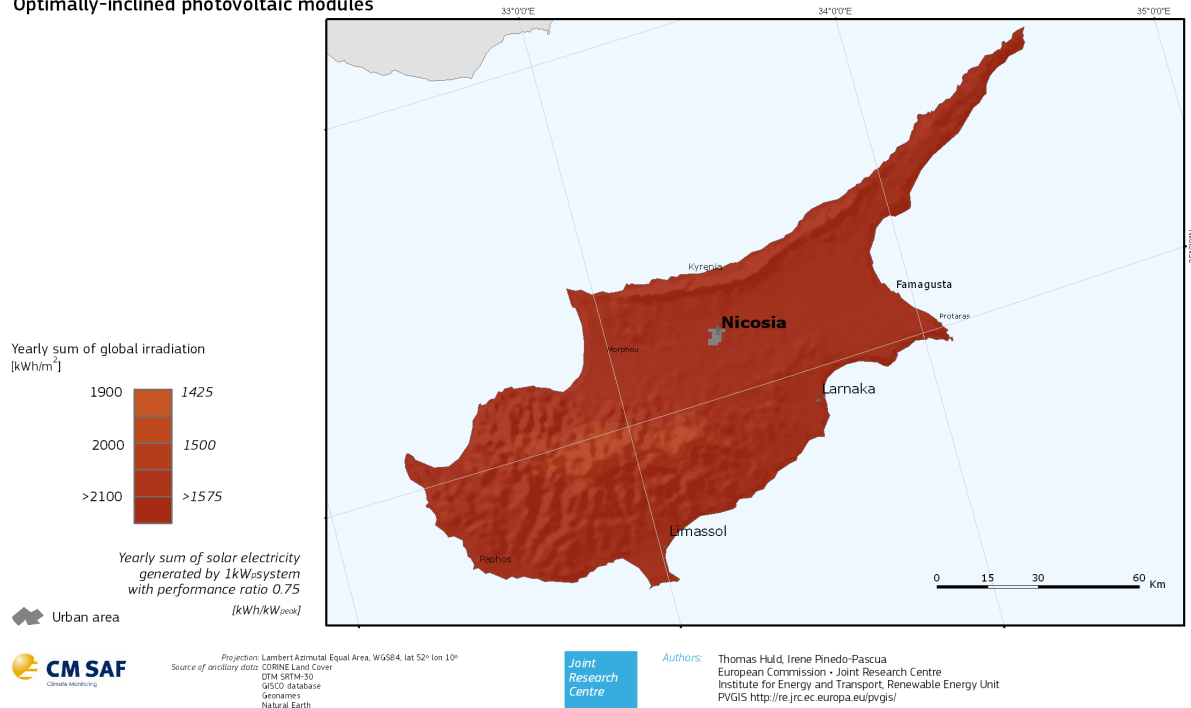 Optimally-inclined photovoltaic modules
33°0'0"E
34°0'0"E
35°0'0"E
Kyrenia
Famagusta
Nicosia
Protaras
Morphou
Larnaka
Limassol
Paphos
Yearly sum of global irradiation
[kWh/m2]
1900 1425
2000 1500
>2100 >1575
Yearly sum of solar electricity
generated by 1kWpsystem
with performance ratio 0.75
[kWh/kWpeak]
Urban area
0 15 30 60 Km
CM SAF
Climate Monitoring
Projection: Lambert Azimutal Equal Area, WGS84, lat 52º lon 10º
Source of ancillary data: CORINE Land Cover
DTM SRTM-30
GISCO database
Geonames
Natural Earth
Joint
Research
Centre
Authors: Thomas Huld, Irene Pinedo-Pascua
European Commission • Joint Research Centre
Institute for Energy and Transport, Renewable Energy Unit
PVGIS http://re.jrc.ec.europa.eu/pvgis/